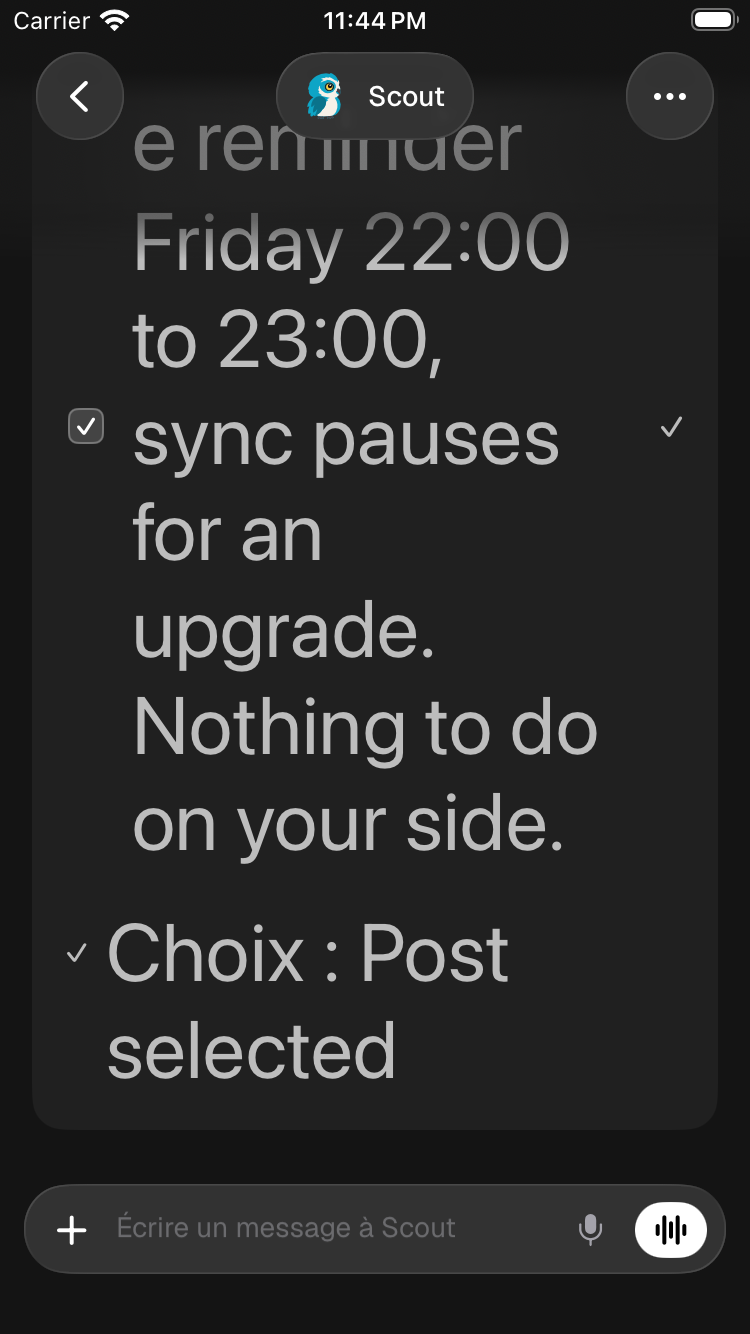 Carrier
11:44 PM
Scout
e reminder
Friday 22:00
to 23:00,
sync pauses
for an
upgrade.
Nothing to do
on your side.
Choix : Post
selected
Écrire un message à Scout